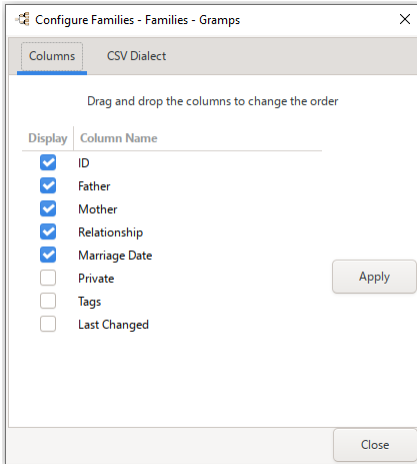 Configure Families - Families - Gramps
Columns CSV Dialect
Drag and drop the columns to change the order
Display Column Name
ID
Father
Mother
Relationship
Marriage Date
Private
Apply
Tags
Last Changed
Close